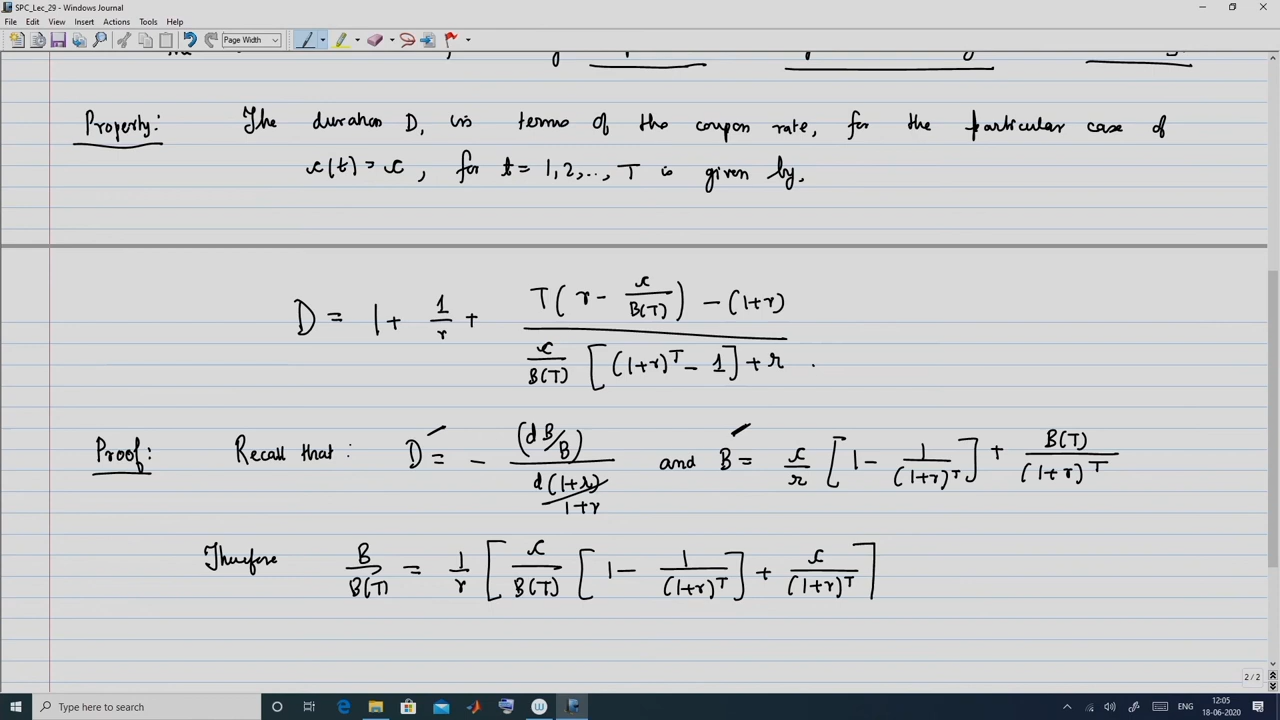 SPC_Lec_29 - Windows Journal
File Edit View Insert Actions Tools Help
Page Width
Property: The duration D, in terms of the coupon rate, for the particular case of
c(t) = c, for t = 1, 2, .., T is given by,
D = 1 + 1/r + (T(r - c/B(T)) - (1+r)) / (c/B(T) [(1+r)^T - 1] + r) .
Proof: Recall that : D = - (dB/B) / (d(1+r)/1+r) and B = c/r [1 - 1/(1+r)^T] + B(T)/(1+r)^T
Therefore B/B(T) = 1/r [c/B(T) [1 - 1/(1+r)^T] + r/(1+r)^T]
2/2
Type here to search
ENG
12:05
18-06-2020